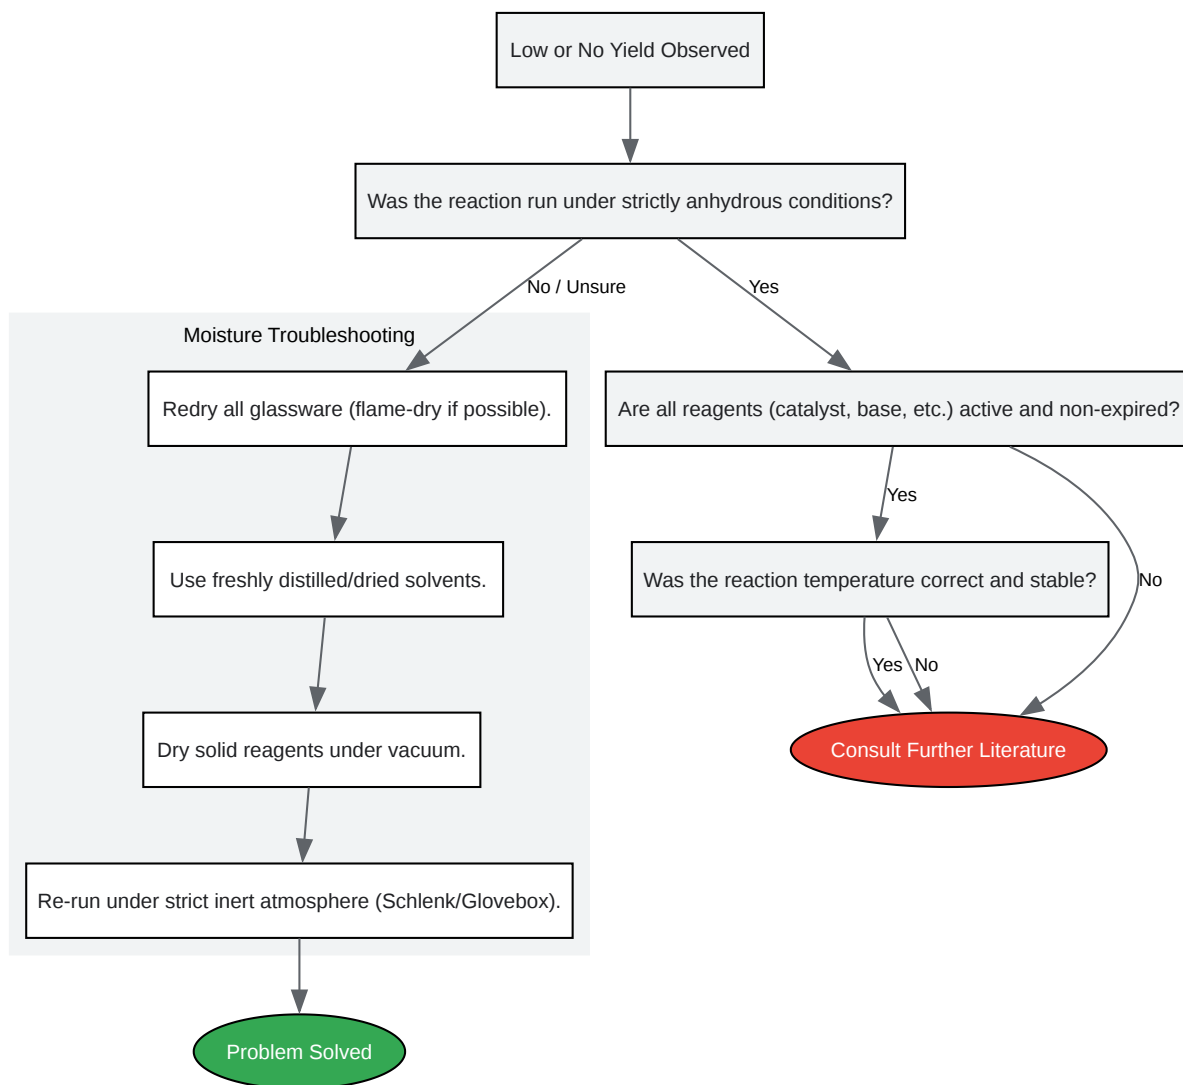 Low or No Yield Observed
Was the reaction run under strictly anhydrous conditions?
No / Unsure
Yes
Moisture Troubleshooting
Redry all glassware (flame-dry if possible).
Are all reagents (catalyst, base, etc.) active and non-expired?
Yes
Use freshly distilled/dried solvents.
Was the reaction temperature correct and stable?
No
Yes
No
Dry solid reagents under vacuum.
Consult Further Literature
Re-run under strict inert atmosphere (Schlenk/Glovebox).
Problem Solved